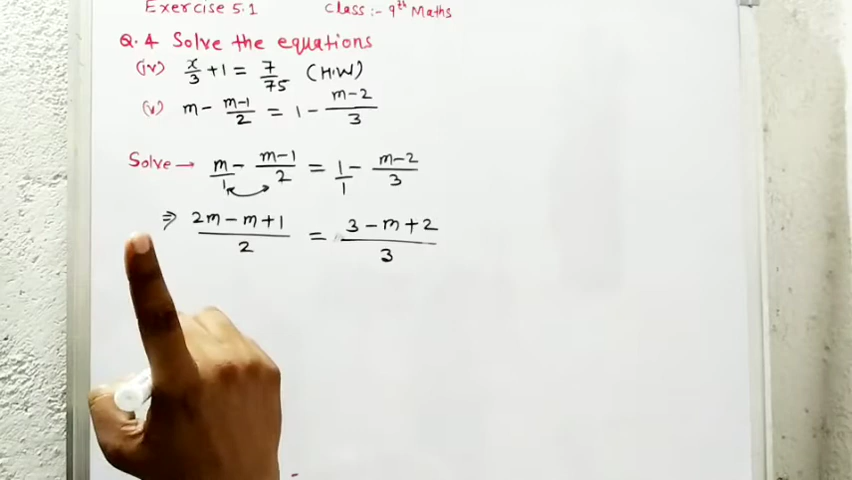 Exercise 5.1 Class:- 9th Maths
Q.4 Solve the equations
(iv) x/3 + 1 = 7/75 (H.W)
(v) m - m-1/2 = 1 - m-2/3
Solve → m/1 - m-1/2 = 1/1 - m-2/3
⇒ 2m-m+1/2 = 3-m+2/3